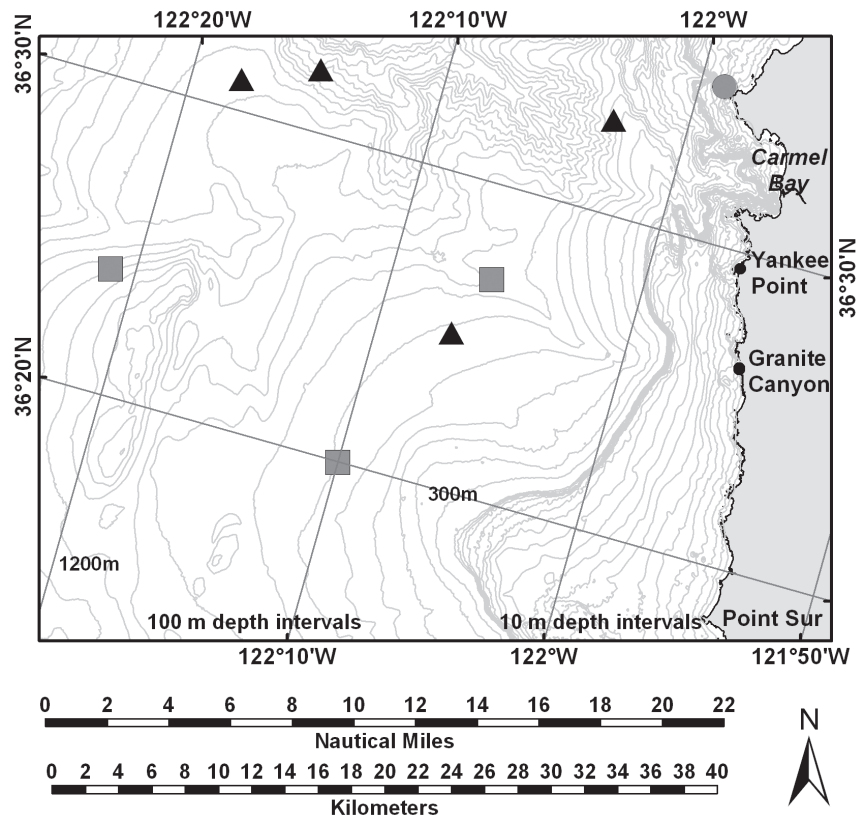 122°20'W 122°10'W 122°W
36°30'N
Carmel
Bay
Yankee
Point
36°30'N
36°20'N
Granite
Canyon
300m
1200m
100 m depth intervals
10 m depth intervals
Point Sur
122°10'W 122°W 121°50'W
0 2 4 6 8 10 12 14 16 18 20 22
Nautical Miles
N
0 2 4 6 8 10 12 14 16 18 20 22 24 26 28 30 32 34 36 38 40
Kilometers